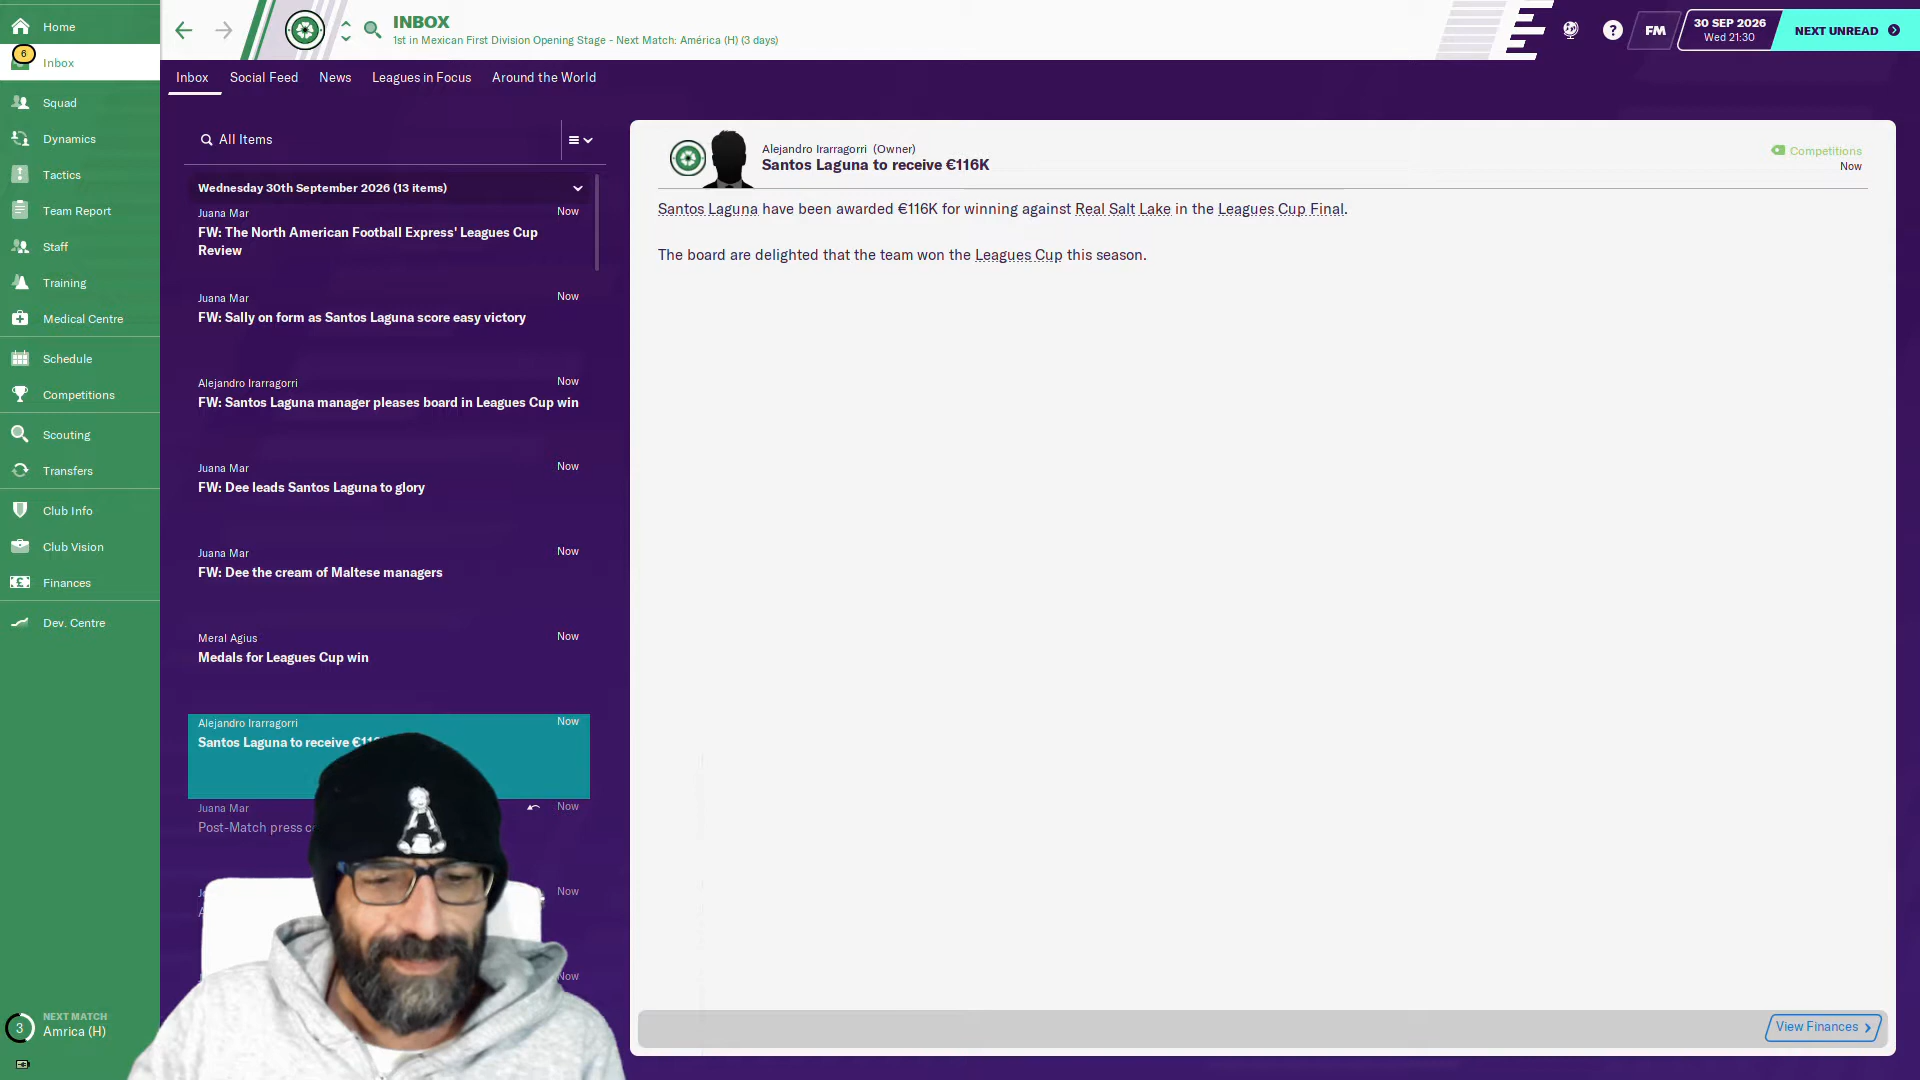 Home
6
Inbox
Squad
Dynamics
Tactics
Team Report
Staff
Training
Medical Centre
Schedule
Competitions
Scouting
Transfers
Club Info
Club Vision
Finances
Dev. Centre
3
NEXT MATCH
Amrica (H)
INBOX
1st in Mexican First Division Opening Stage - Next Match: América (H) (3 days)
FM
30 SEP 2026
Wed 21:30
NEXT UNREAD
Inbox
Social Feed
News
Leagues in Focus
Around the World
All Items
Wednesday 30th September 2026 (13 items)
Juana Mar
Now
FW: The North American Football Express' Leagues Cup
Review
Juana Mar
Now
FW: Sally on form as Santos Laguna score easy victory
Alejandro Irarragorri
Now
FW: Santos Laguna manager pleases board in Leagues Cup win
Juana Mar
Now
FW: Dee leads Santos Laguna to glory
Juana Mar
Now
FW: Dee the cream of Maltese managers
Meral Agius
Now
Medals for Leagues Cup win
Alejandro Irarragorri
Now
Santos Laguna to receive
Juana Mar
Now
Post-Match press
Now
Now
Alejandro Irarragorri (Owner)
Santos Laguna to receive €116K
Competitions
Now
Santos Laguna have been awarded €116K for winning against Real Salt Lake in the Leagues Cup Final.
The board are delighted that the team won the Leagues Cup this season.
View Finances